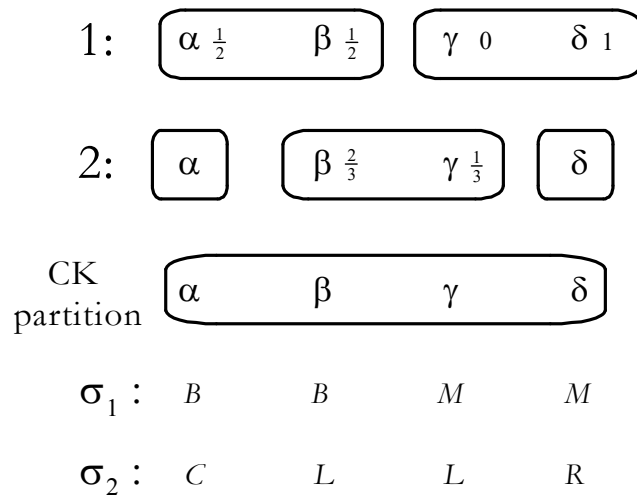 1: α 1/2 β 1/2 γ 0 δ 1
2: α β 2/3 γ 1/3 δ
CK
partition
α β γ δ
σ₁ : B B M M
σ₂ : C L L R